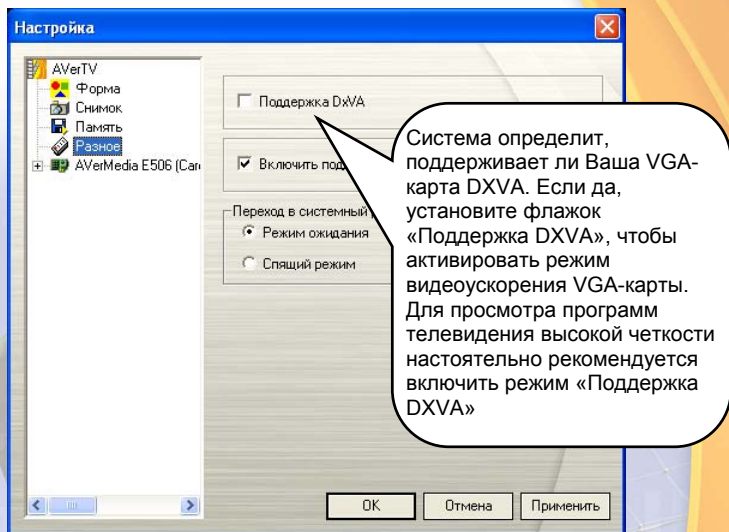 Настройка
AVerTV
Форма
Снимок
Память
Разное
AVerMedia E506 (Car
Поддержка DxVA
Включить под
Переход в системный
Режим ожидания
Спящий режим
Система определит,
поддерживает ли Ваша VGA-
карта DXVA. Если да,
установите флажок
«Поддержка DXVA», чтобы
активировать режим
видеоускорения VGA-карты.
Для просмотра программ
телевидения высокой четкости
настоятельно рекомендуется
включить режим «Поддержка
DXVA»
OK
Отмена
Применить